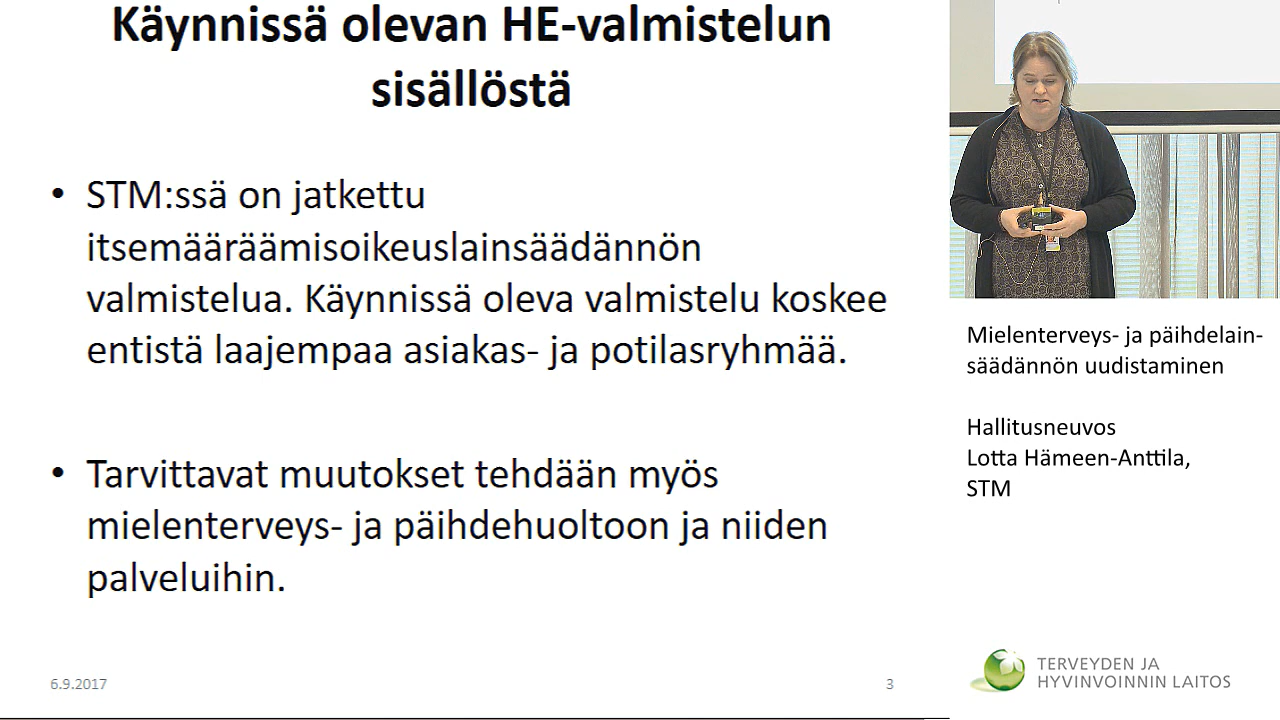 Käynnissä olevan HE-valmistelun
sisällöstä
• STM:ssä on jatkettu
itsemääräämisoikeuslainsäädännön
valmistelua. Käynnissä oleva valmistelu koskee
entistä laajempaa asiakas- ja potilasryhmää.
• Tarvittavat muutokset tehdään myös
mielenterveys- ja päihdehuoltoon ja niiden
palveluihin.
6.9.2017
3
Mielenterveys- ja päihdelain-
säädännön uudistaminen
Hallitusneuvos
Lotta Hämeen-Anttila,
STM
TERVEYDEN JA
HYVINVOINNIN LAITOS